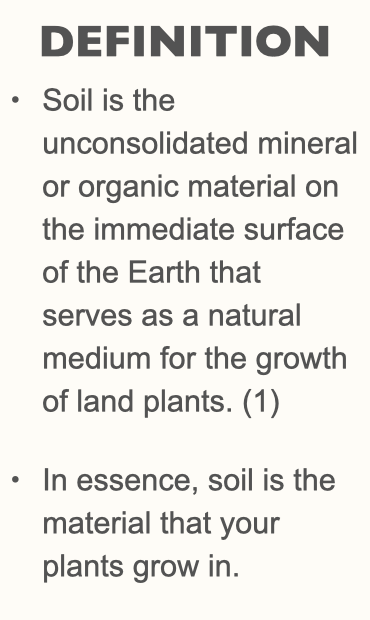 DEFINITION
• Soil is the
unconsolidated mineral
or organic material on
the immediate surface
of the Earth that
serves as a natural
medium for the growth
of land plants. (1)
• In essence, soil is the
material that your
plants grow in.